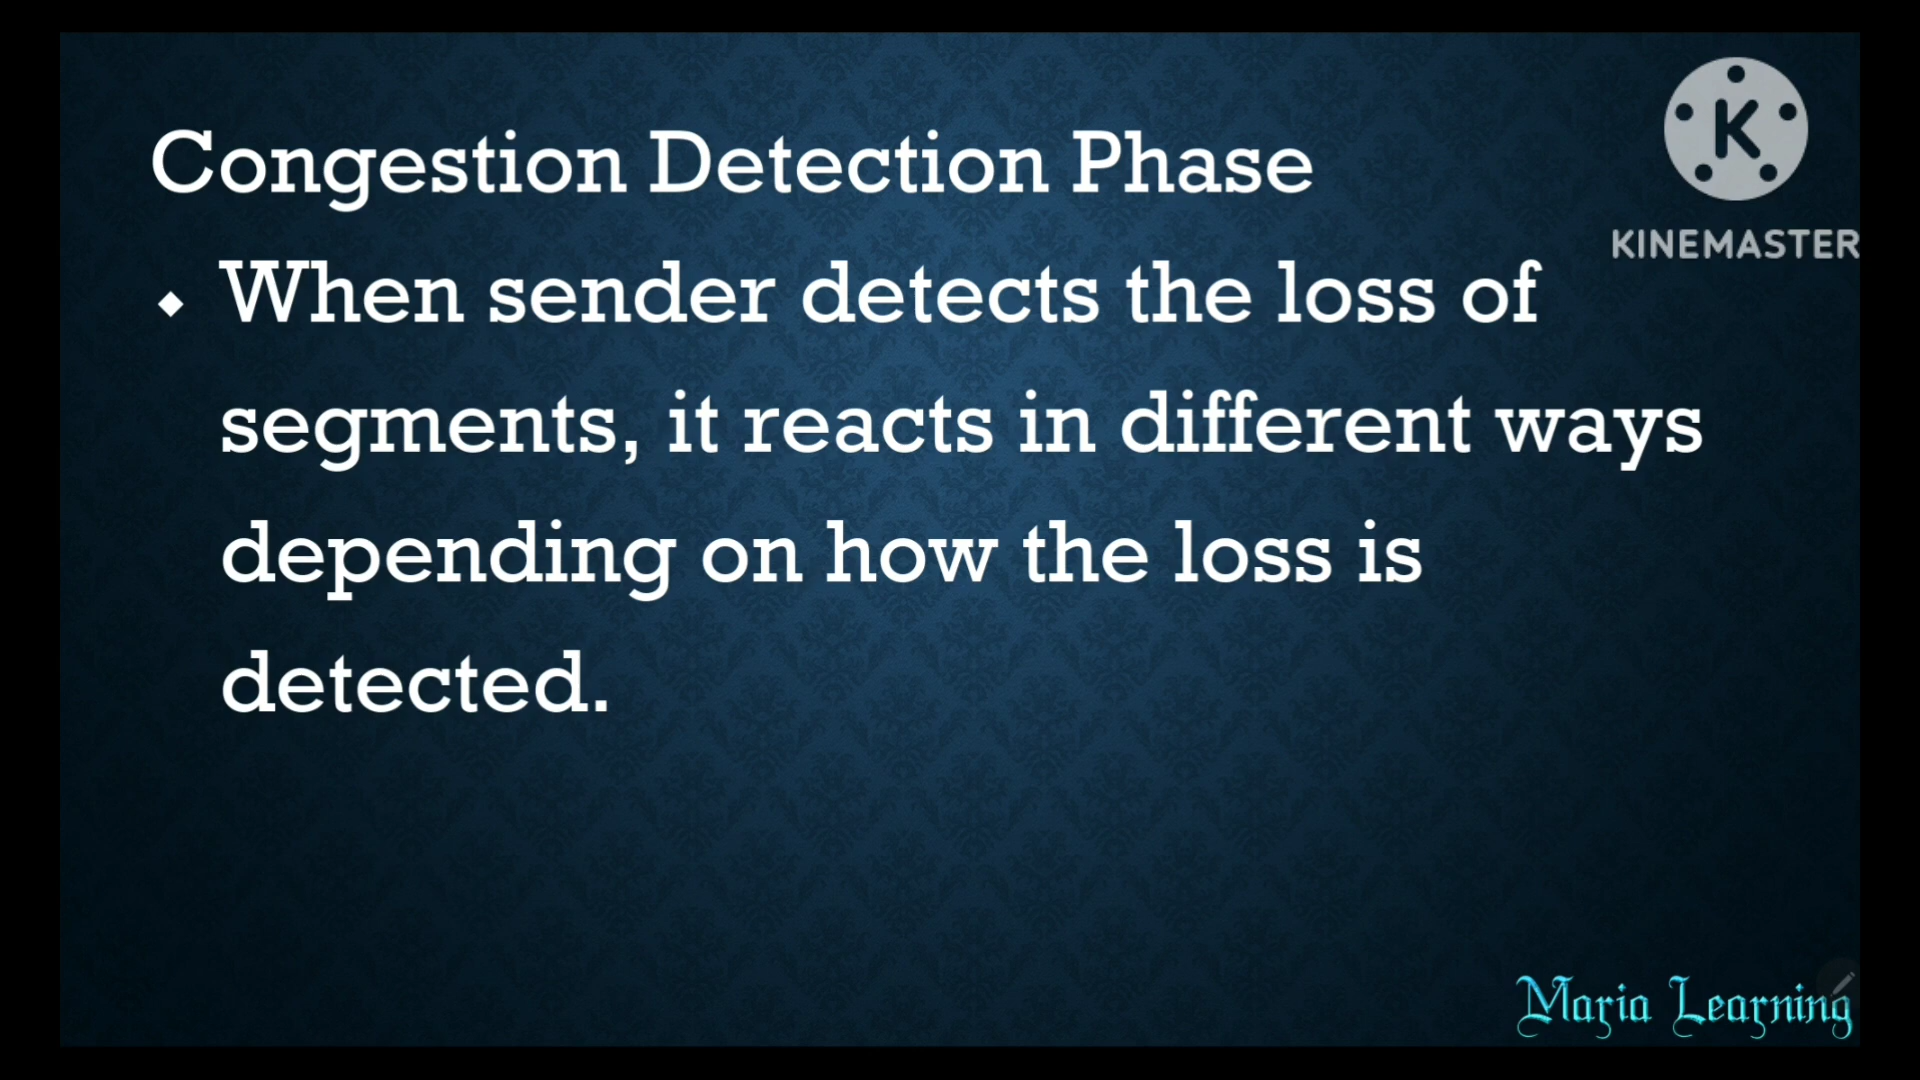 Congestion Detection Phase
K
KINEMASTER
◆ When sender detects the loss of
segments, it reacts in different ways
depending on how the loss is
detected.
Maria Learning